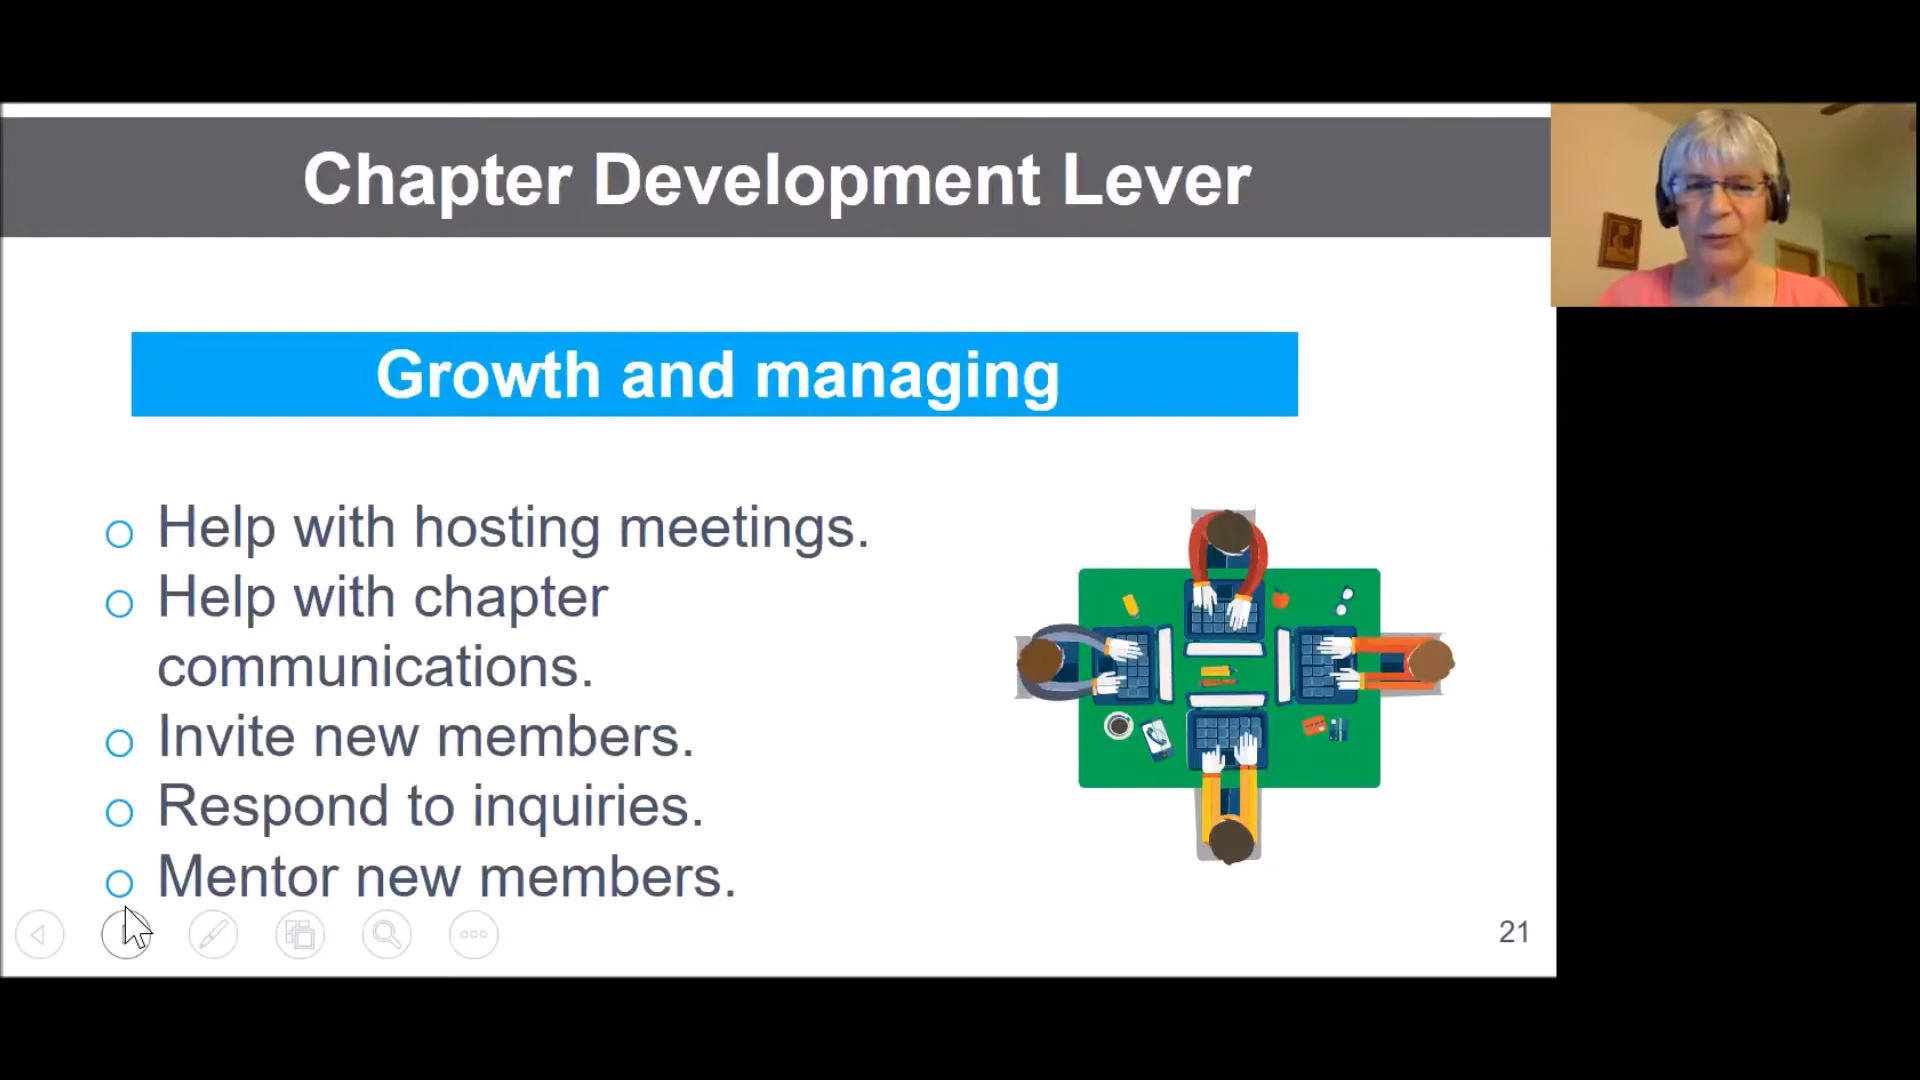 Chapter Development Lever
Growth and managing
Help with hosting meetings.
Help with chapter
communications.
Invite new members.
Respond to inquiries.
Mentor new members.
21